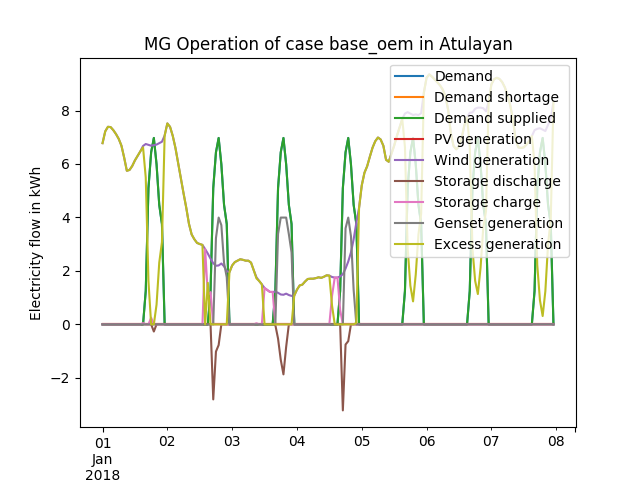 MG Operation of case base_oem in Atulayan
Demand
Demand shortage
Demand supplied
PV generation
Wind generation
Storage discharge
Storage charge
Genset generation
Excess generation
Electricity flow in kWh
8
6
4
2
0
−2
01 02 03 04 05 06 07 08
Jan
2018